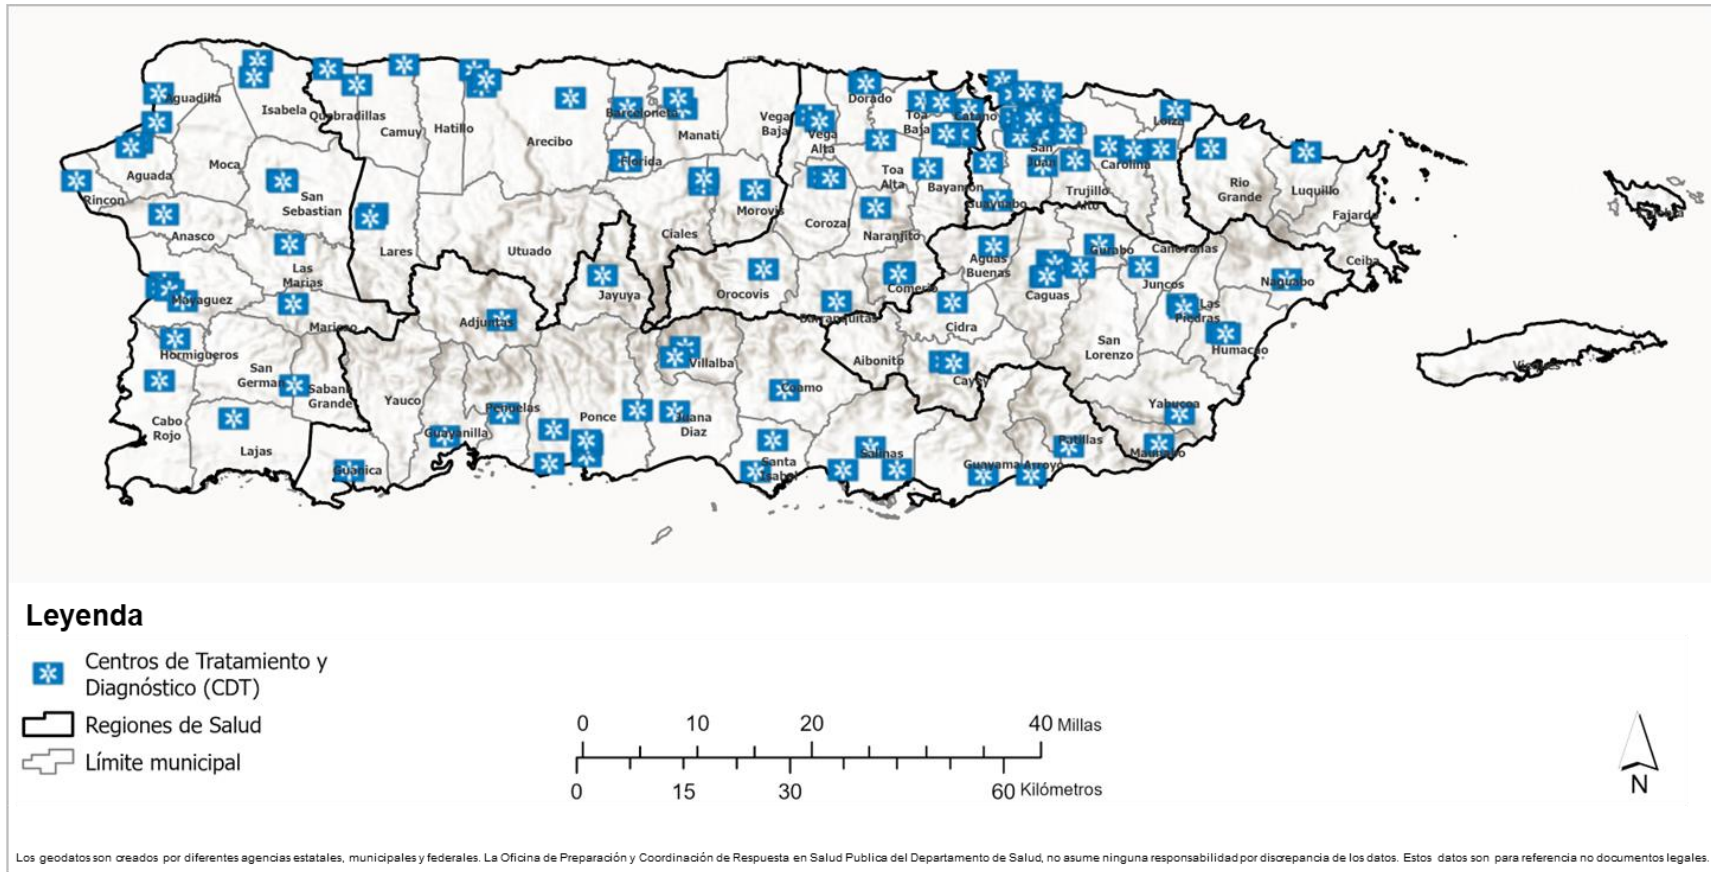 Aguadilla
Isabela
Quebradillas
Camuy
Hatillo
Arecibo
Barceloneta
Manati
Vega
Baja
Vega
Alta
Dorado
Toa
Baja
Catano
San
Juan
Carolina
Loiza
Rincon
Aguada
Moca
San
Sebastian
Florida
Morovis
Corozal
Toa
Alta
Bayamon
Guaynabo
Trujillo
Alto
Rio
Grande
Luquillo
Fajardo
Anasco
Lares
Utuado
Ciales
Naranjito
Las
Marias
Aguas
Buenas
Gurabo
Canovanas
Ceiba
Mayaguez
Jayuya
Orocovis
Comerio
Caguas
Juncos
Naguabo
Maricao
Adjuntas
Barranquitas
Cidra
Las
Piedras
Hormigueros
San
German
Sabana
Grande
Villalba
Aibonito
San
Lorenzo
Humacao
Vieques
Cabo
Rojo
Yauco
Penuelas
Ponce
Juana
Diaz
Coamo
Cayey
Yabucoa
Lajas
Guanica
Guayanilla
Santa
Isabel
Salinas
Guayama
Arroyo
Patillas
Maunabo
Leyenda
Centros de Tratamiento y
Diagnóstico (CDT)
Regiones de Salud
Límite municipal
0 10 20 40 Millas
0 15 30 60 Kilómetros
N
Los geodatos son creados por diferentes agencias estatales, municipales y federales. La Oficina de Preparación y Coordinación de Respuesta en Salud Publica del Departamento de Salud, no asume ninguna responsabilidad por discrepancia de los datos. Estos datos son para referencia no documentos legales.